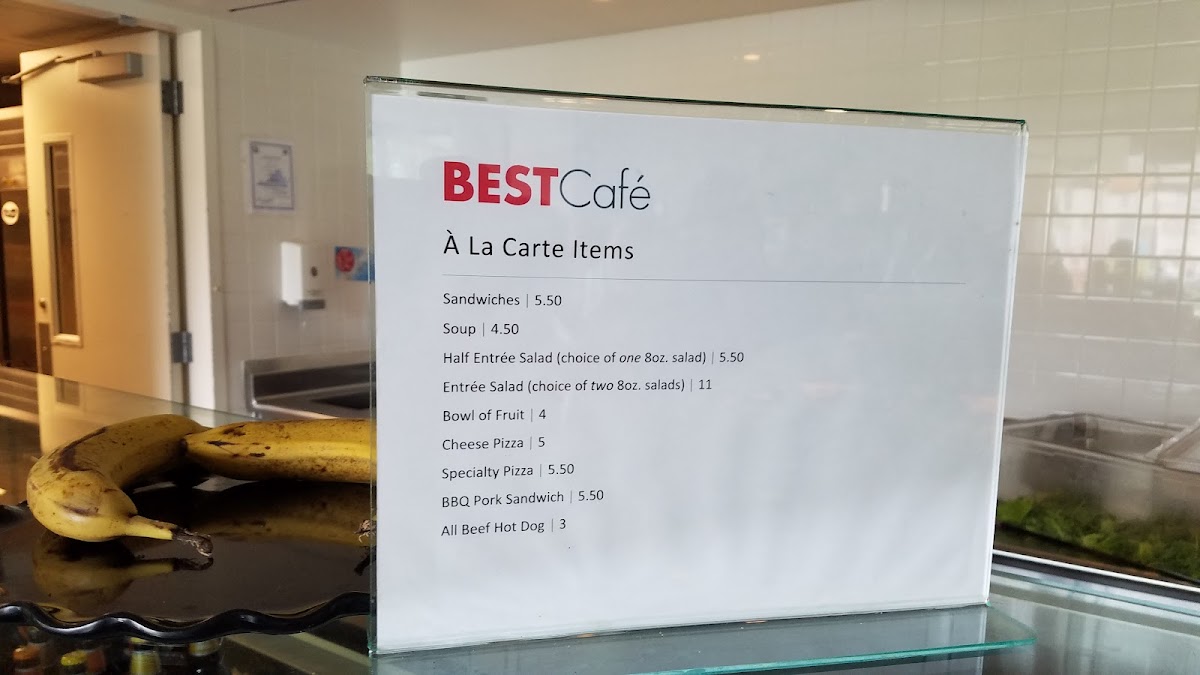 BESTCafé
À La Carte Items
Sandwiches | 5.50
Soup | 4.50
Half Entrée Salad (choice of one 8oz. salad) | 5.50
Entrée Salad (choice of two 8oz. salads) | 11
Bowl of Fruit | 4
Cheese Pizza | 5
Specialty Pizza | 5.50
BBQ Pork Sandwich | 5.50
All Beef Hot Dog | 3